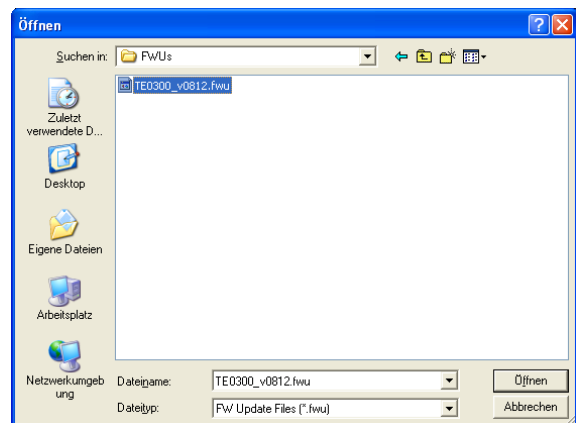 Öffnen
Suchen in: FWUs
TE0300_v0812.fwu
Zuletzt
verwendete D...
Desktop
Eigene Dateien
Arbeitsplatz
Netzwerkumgeb
ung
Dateiname: TE0300_v0812.fwu Öffnen
Dateityp: FW Update Files (*.fwu) Abbrechen